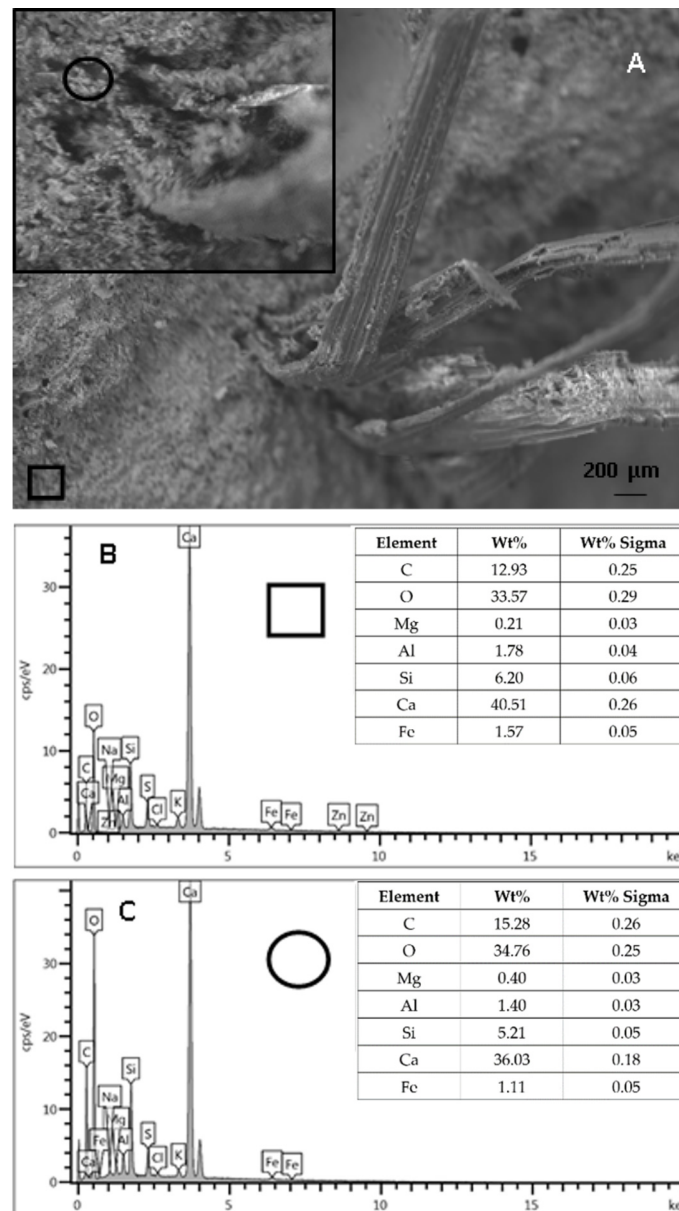 A
200 µm
B
Ca
30
20
10
0
cps/eV
O
Na
Si
C
Mg
S
Ca
Al
Cl
K
Zn
Fe
Fe
Zn
Zn
0
5
10
15
ke
Element Wt% Wt% Sigma
C 12.93 0.25
O 33.57 0.29
Mg 0.21 0.03
Al 1.78 0.04
Si 6.20 0.06
Ca 40.51 0.26
Fe 1.57 0.05
C
Ca
30
20
10
0
cps/eV
O
C
Si
Na
Mg
Fe
Al
S
Ca
Cl
K
Fe
Fe
0
5
10
15
ke
Element Wt% Wt% Sigma
C 15.28 0.26
O 34.76 0.25
Mg 0.40 0.03
Al 1.40 0.03
Si 5.21 0.05
Ca 36.03 0.18
Fe 1.11 0.05